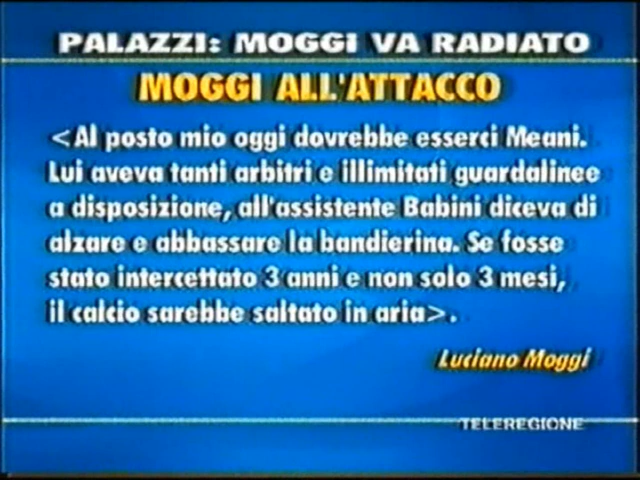 PALAZZI: MOGGI VA RADIATO
MOGGI ALL'ATTACCO
<Al posto mio oggi dovrebbe esserci Meani.
Lui aveva tanti arbitri e illimitati guardalinee
a disposizione, all'assistente Babini diceva di
alzare e abbassare la bandierina. Se fosse
stato intercettato 3 anni e non solo 3 mesi,
il calcio sarebbe saltato in aria>.
Luciano Moggi
TELEREGIONE